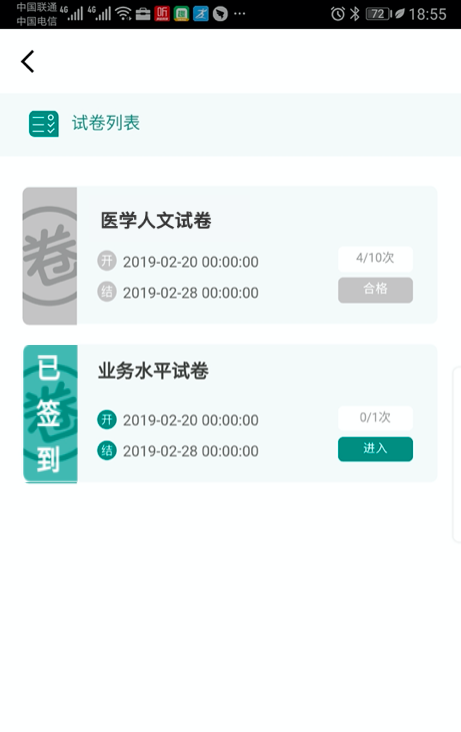 中国联通 4G 4G 72 18:55
中国电信
试卷列表
卷
医学人文试卷
开 2019-02-20 00:00:00
4/10次
结 2019-02-28 00:00:00
合格
已签到
卷
业务水平试卷
开 2019-02-20 00:00:00
0/1次
结 2019-02-28 00:00:00
进入